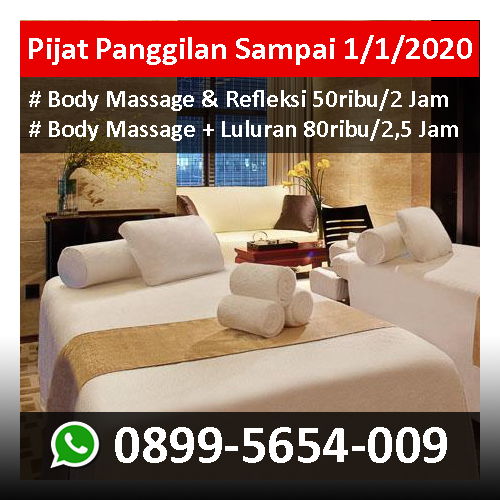 Pijat Panggilan Sampai 1/1/2020
# Body Massage & Refleksi 50ribu/2 Jam
# Body Massage + Luluran 80ribu/2,5 Jam
0899-5654-009